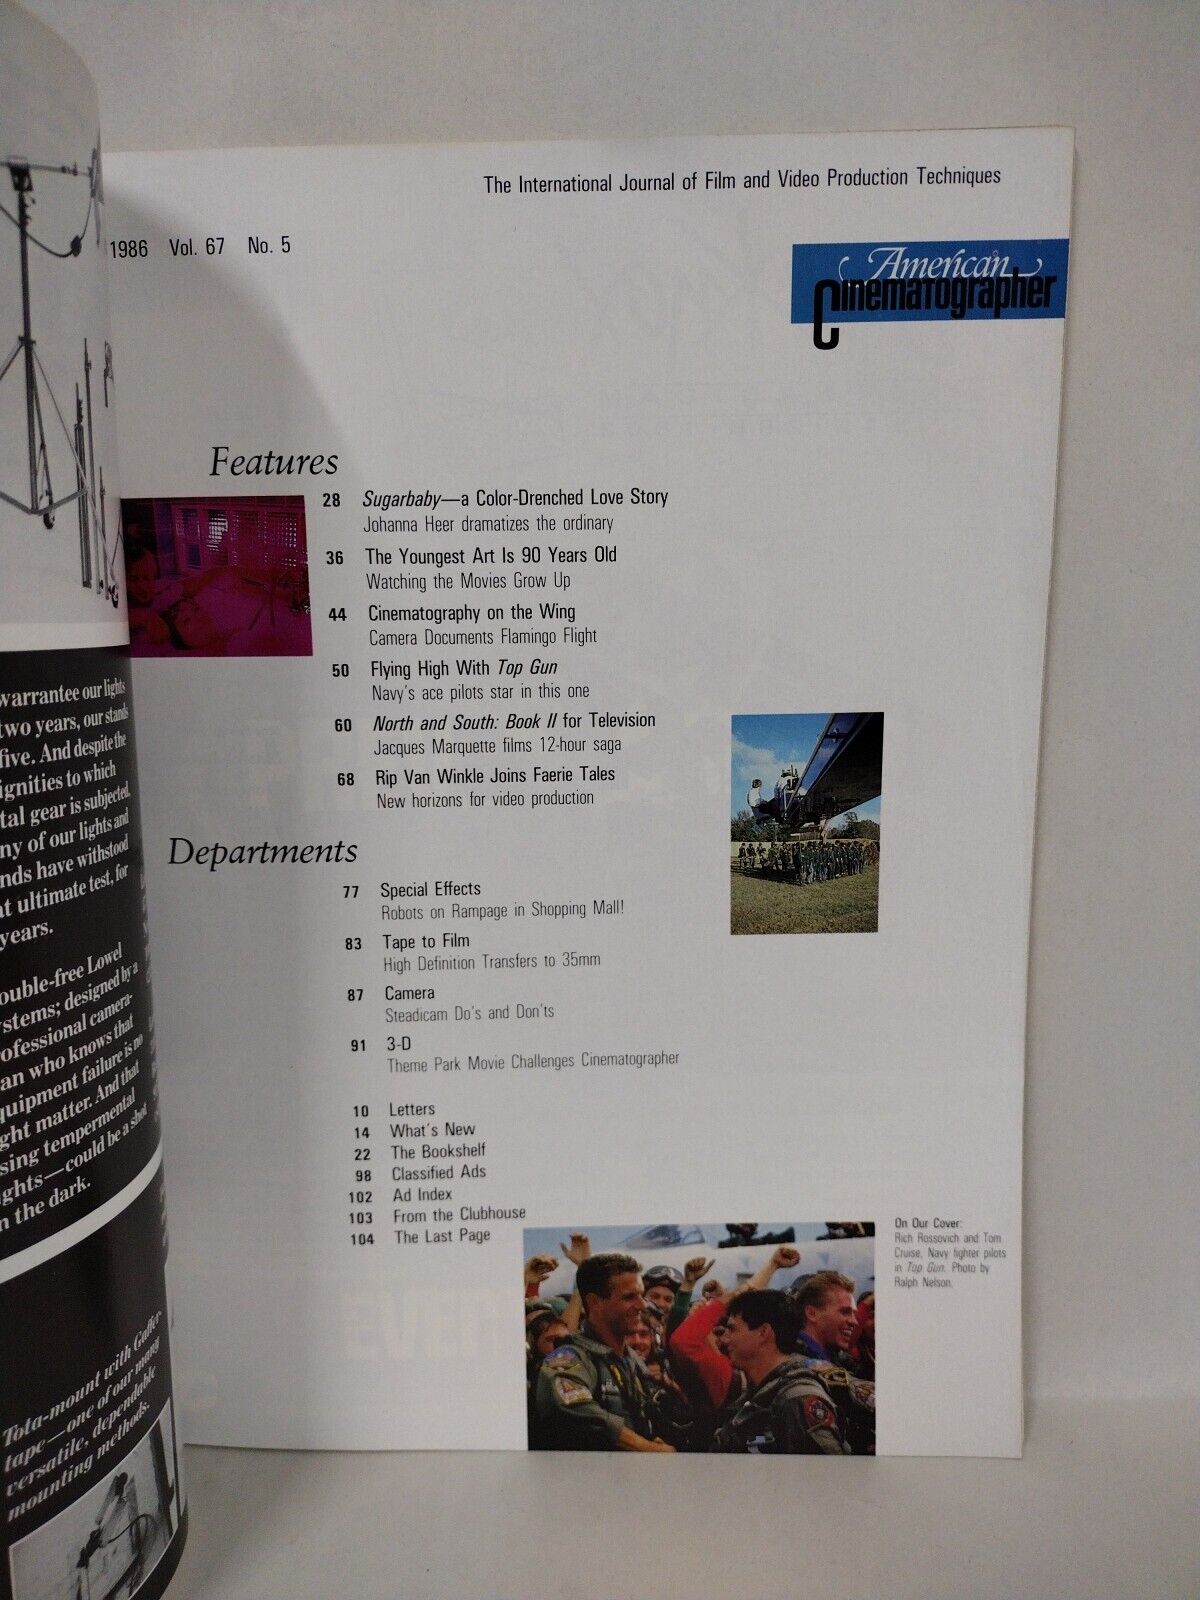 warrantee our lights
two years, our stands
five. And despite the
ignities to which
tal gear is subjected,
ny of our lights and
nds have withstood
at ultimate test, for
years.
ouble-free Lowel
ystems; designed by a
rofessional camera-
an who knows that
quipment failure is no
ght matter. And that
sing tempermental
ghts—could be a shot
n the dark.
Tota-mount with Gaffer-
tape—one of our many
versatile, dependable
mounting methods.
The International Journal of Film and Video Production Techniques
1986 Vol. 67 No. 5
American
Cinematographer
Features
28 Sugarbaby—a Color-Drenched Love Story
Johanna Heer dramatizes the ordinary
36 The Youngest Art Is 90 Years Old
Watching the Movies Grow Up
44 Cinematography on the Wing
Camera Documents Flamingo Flight
50 Flying High With Top Gun
Navy's ace pilots star in this one
60 North and South: Book II for Television
Jacques Marquette films 12-hour saga
68 Rip Van Winkle Joins Faerie Tales
New horizons for video production
Departments
77 Special Effects
Robots on Rampage in Shopping Mall!
83 Tape to Film
High Definition Transfers to 35mm
87 Camera
Steadicam Do's and Don'ts
91 3-D
Theme Park Movie Challenges Cinematographer
10 Letters
14 What's New
22 The Bookshelf
98 Classified Ads
102 Ad Index
103 From the Clubhouse
104 The Last Page
On Our Cover:
Rich Rossovich and Tom
Cruise, Navy fighter pilots
in Top Gun. Photo by
Ralph Nelson.